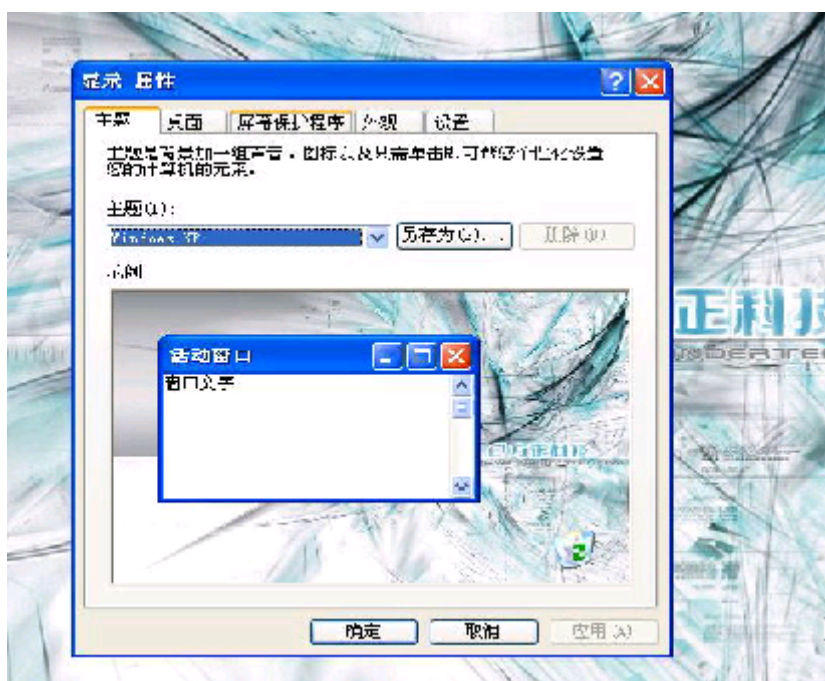 显示 属性
主题
桌面
屏幕保护程序
外观
设置
主题是背景加一组声音，图标以及只需单击即可帮您个性化设置
您的计算机的元素。
主题(T):
Windows XP
另存为(S)...
删除(D)
示例
活动窗口
窗口文字
正科技
确定
取消
应用(A)